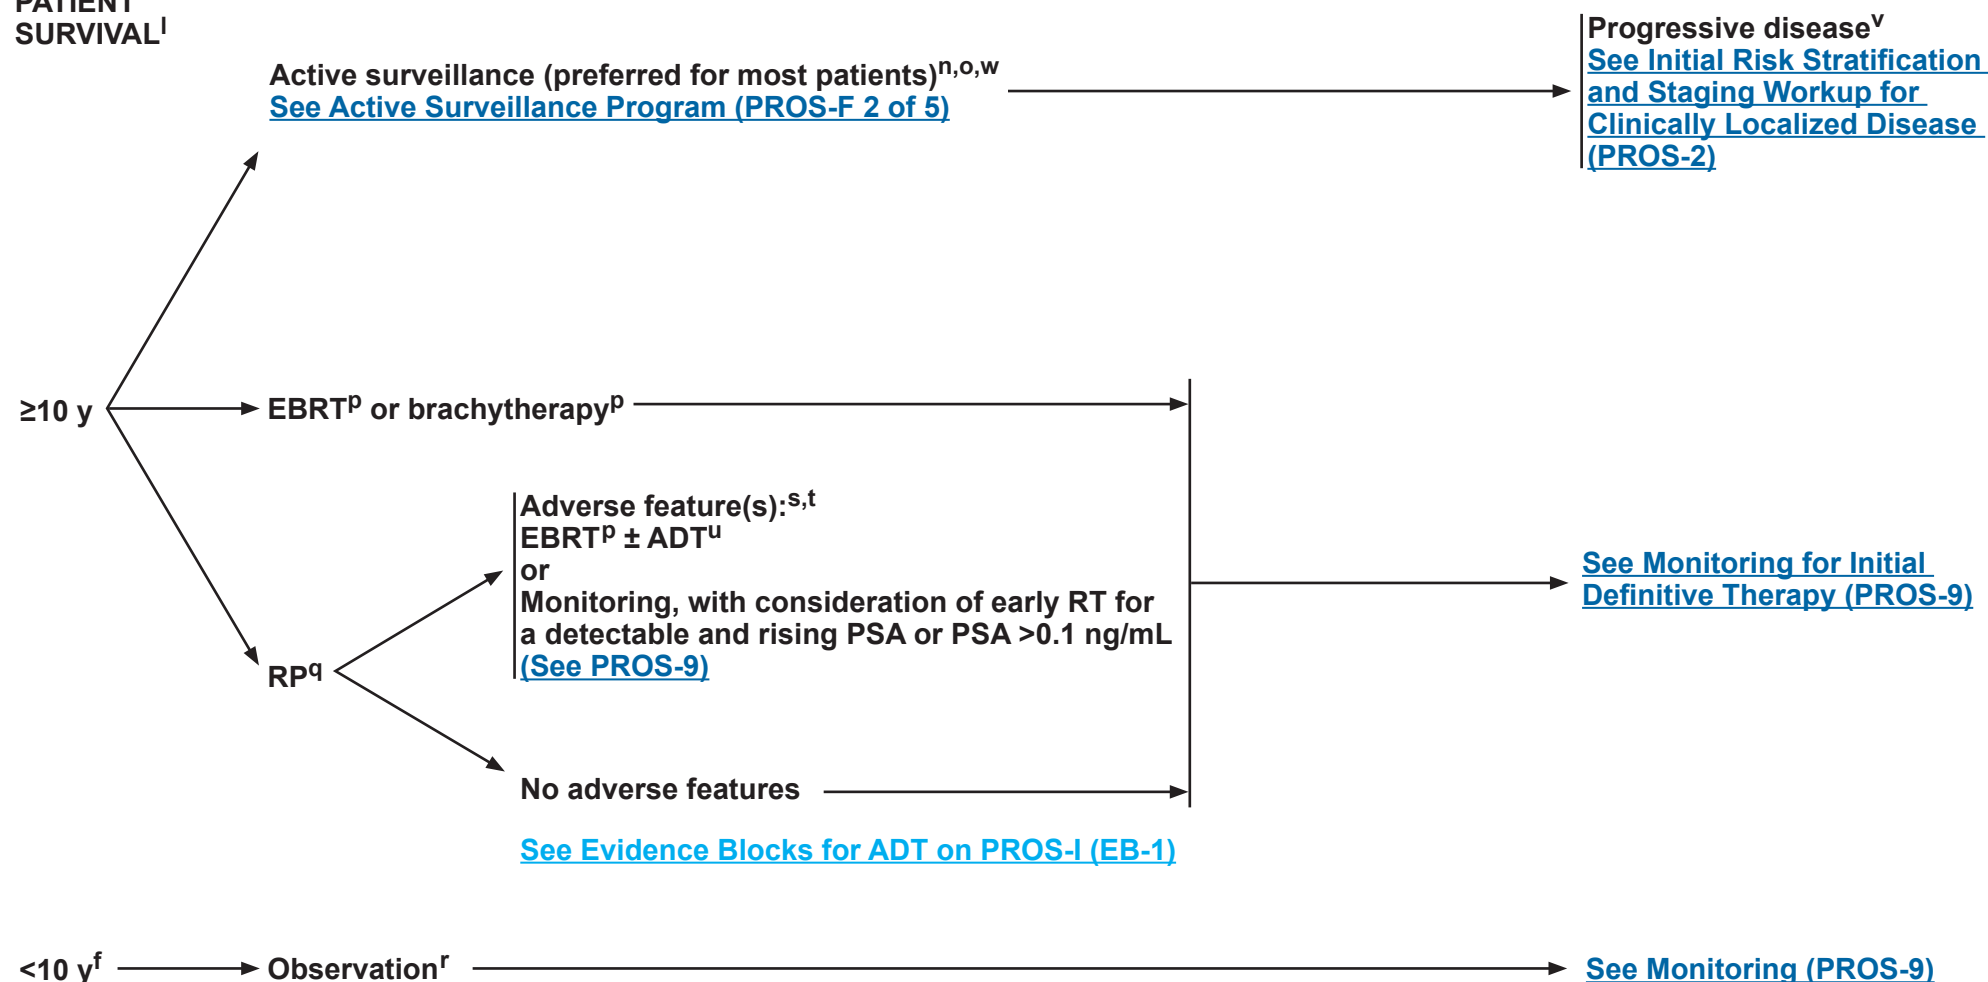 PATIENT
SURVIVALl
Active surveillance (preferred for most patients)n,o,w
See Active Surveillance Program (PROS-F 2 of 5)
Progressive diseasev
See Initial Risk Stratification
and Staging Workup for
Clinically Localized Disease
(PROS-2)
≥10 y
EBRTp or brachytherapyp
Adverse feature(s):s,t
EBRTp ± ADTu
or
Monitoring, with consideration of early RT for
a detectable and rising PSA or PSA >0.1 ng/mL
(See PROS-9)
See Monitoring for Initial
Definitive Therapy (PROS-9)
RPq
No adverse features
See Evidence Blocks for ADT on PROS-I (EB-1)
<10 yf
Observationr
See Monitoring (PROS-9)